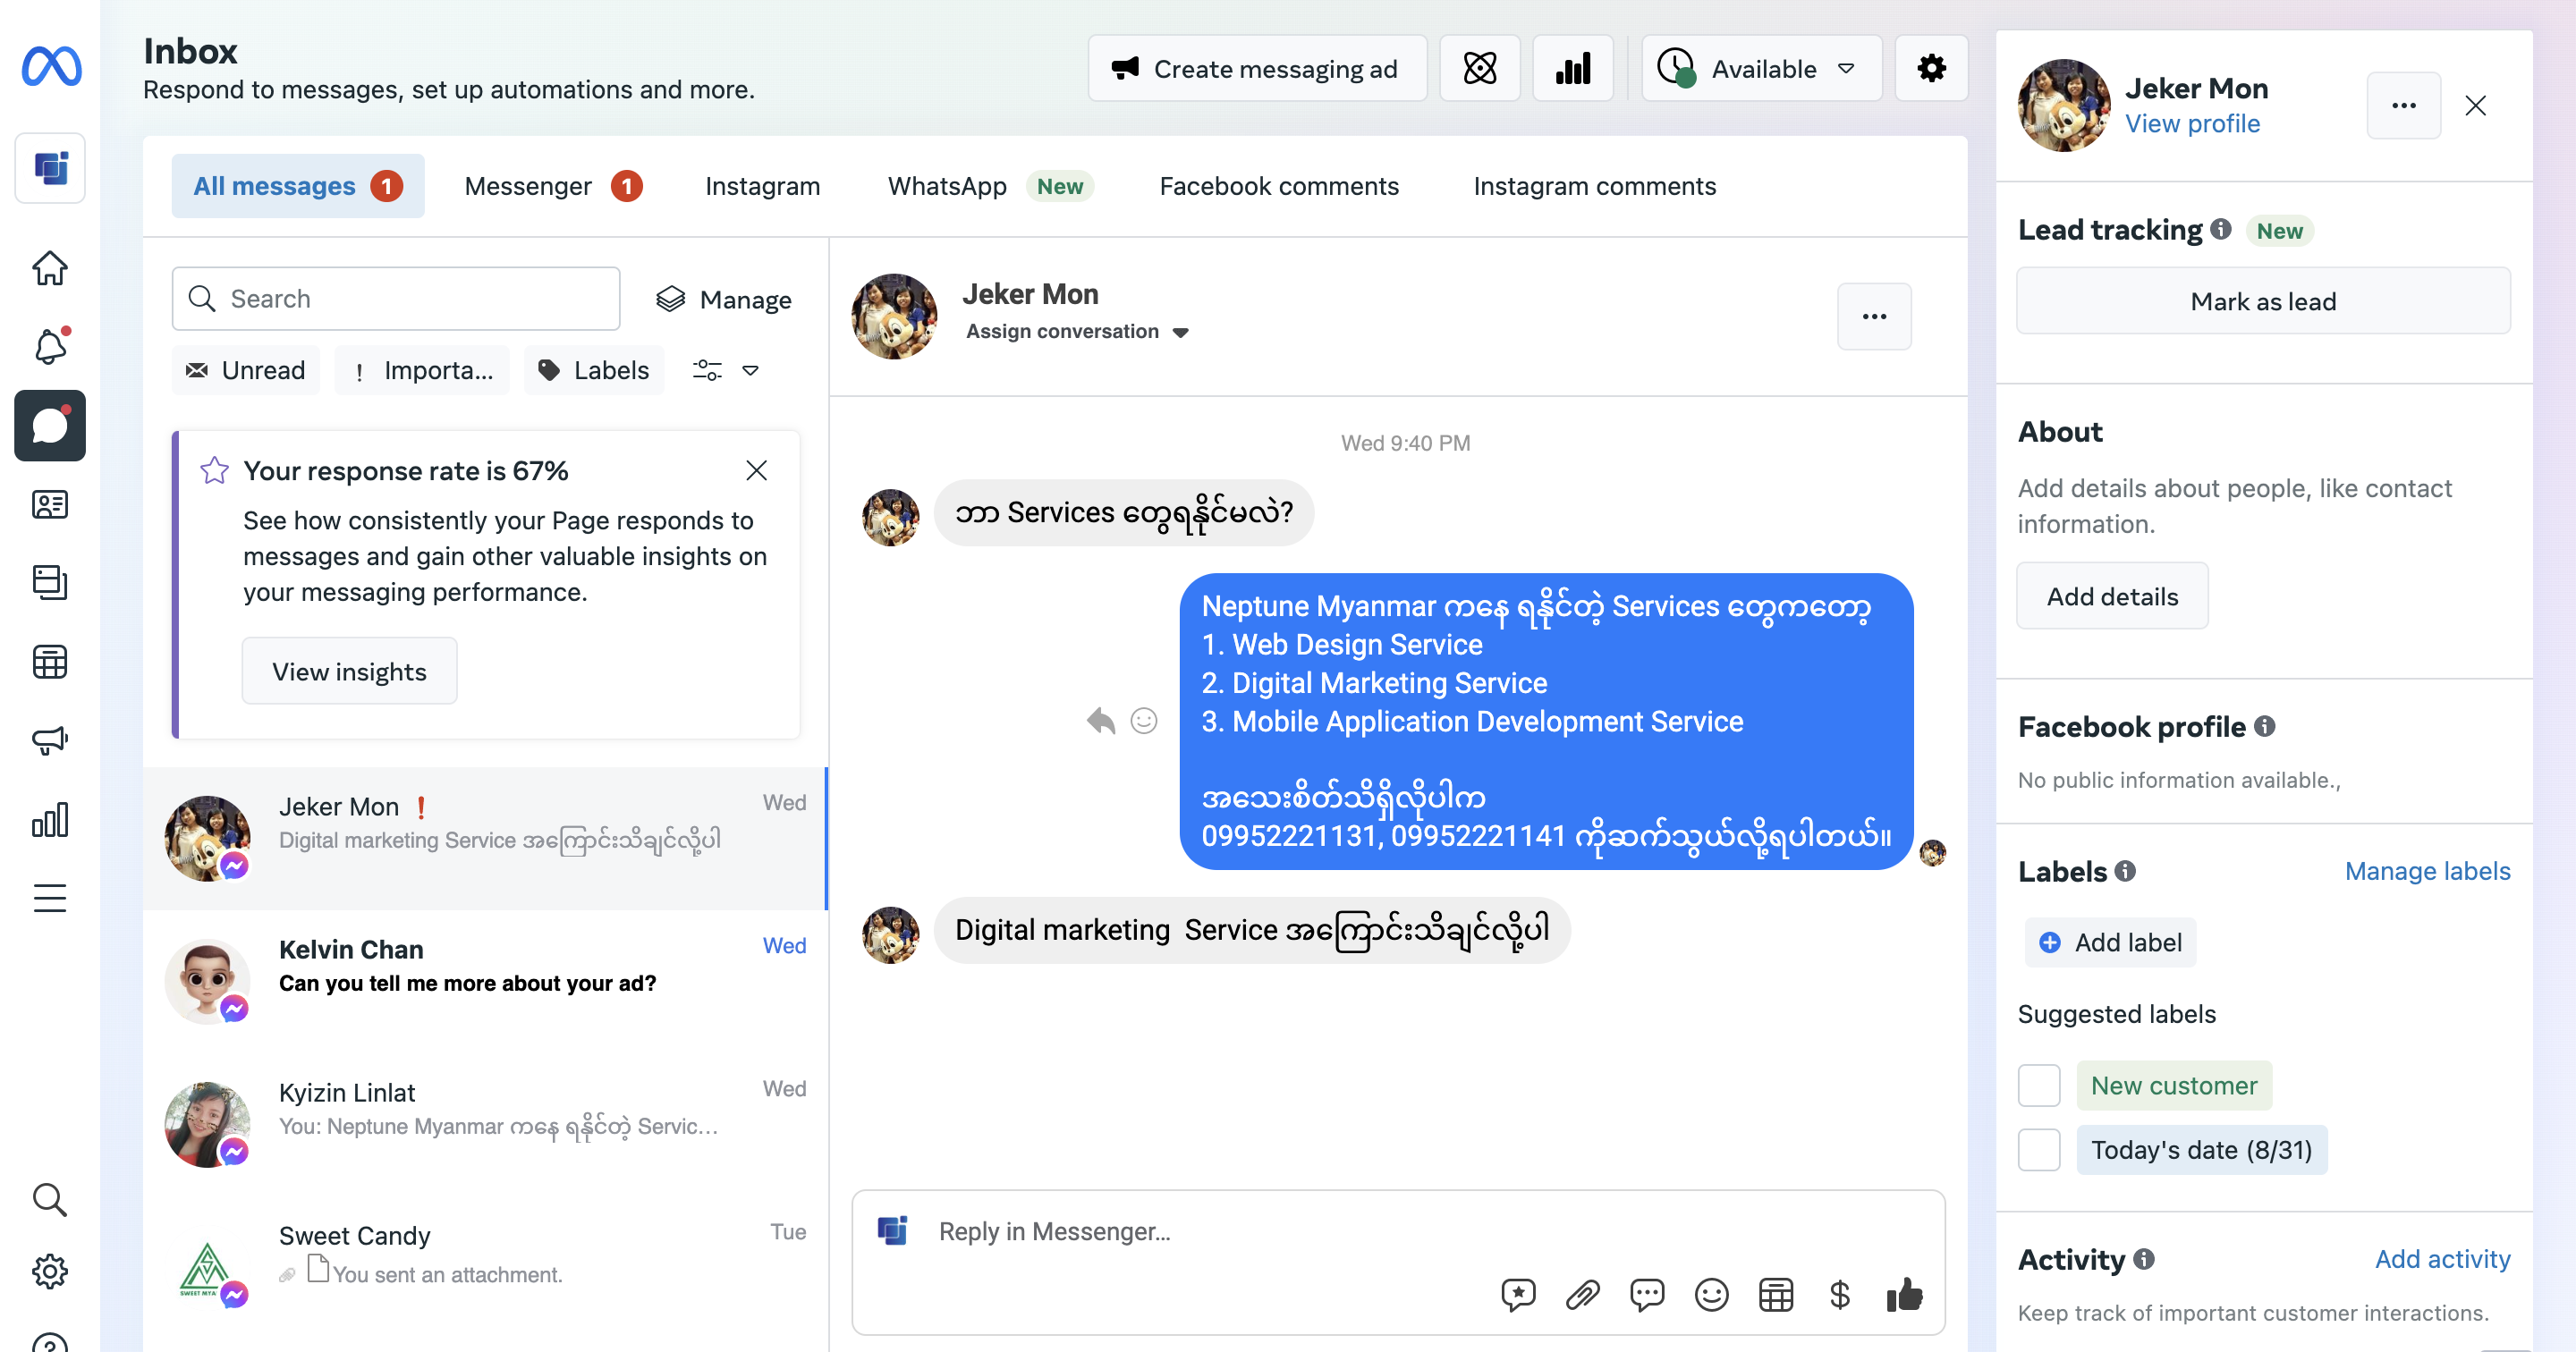 Inbox
Respond to messages, set up automations and more.
Create messaging ad
Available
All messages 1
Messenger 1
Instagram
WhatsApp New
Facebook comments
Instagram comments
Search
Manage
Unread
! Importa...
Labels
Your response rate is 67%
See how consistently your Page responds to
messages and gain other valuable insights on
your messaging performance.
View insights
Jeker Mon ! Wed
Digital marketing Service အကြောင်းသိချင်လို့ပါ
Kelvin Chan Wed
Can you tell me more about your ad?
Kyizin Linlat Wed
You: Neptune Myanmar ကနေ ရနိုင်တဲ့ Servic…
Sweet Candy Tue
You sent an attachment.
SWEET MYA
Jeker Mon
Assign conversation
Wed 9:40 PM
ဘာ Services တွေရနိုင်မလဲ?
Neptune Myanmar ကနေ ရနိုင်တဲ့ Services တွေကတော့
1. Web Design Service
2. Digital Marketing Service
3. Mobile Application Development Service
အသေးစိတ်သိရှိလိုပါက
09952221131, 09952221141 ကိုဆက်သွယ်လို့ရပါတယ်။
Digital marketing  Service အကြောင်းသိချင်လို့ပါ
Reply in Messenger...
Jeker Mon
View profile
Lead tracking New
Mark as lead
About
Add details about people, like contact
information.
Add details
Facebook profile
No public information available.,
Labels Manage labels
Add label
Suggested labels
New customer
Today's date (8/31)
Activity Add activity
Keep track of important customer interactions.